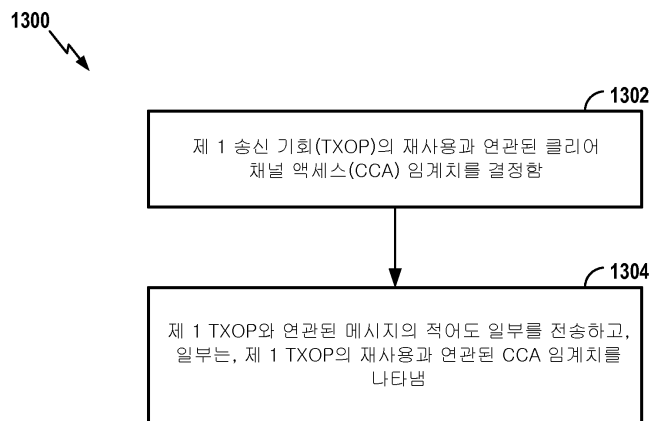 1300
1302
제 1 송신 기회(TXOP)의 재사용과 연관된 클리어
채널 액세스(CCA) 임계치를 결정함
1304
제 1 TXOP와 연관된 메시지의 적어도 일부를 전송하고,
일부는, 제 1 TXOP의 재사용과 연관된 CCA 임계치를
나타냄